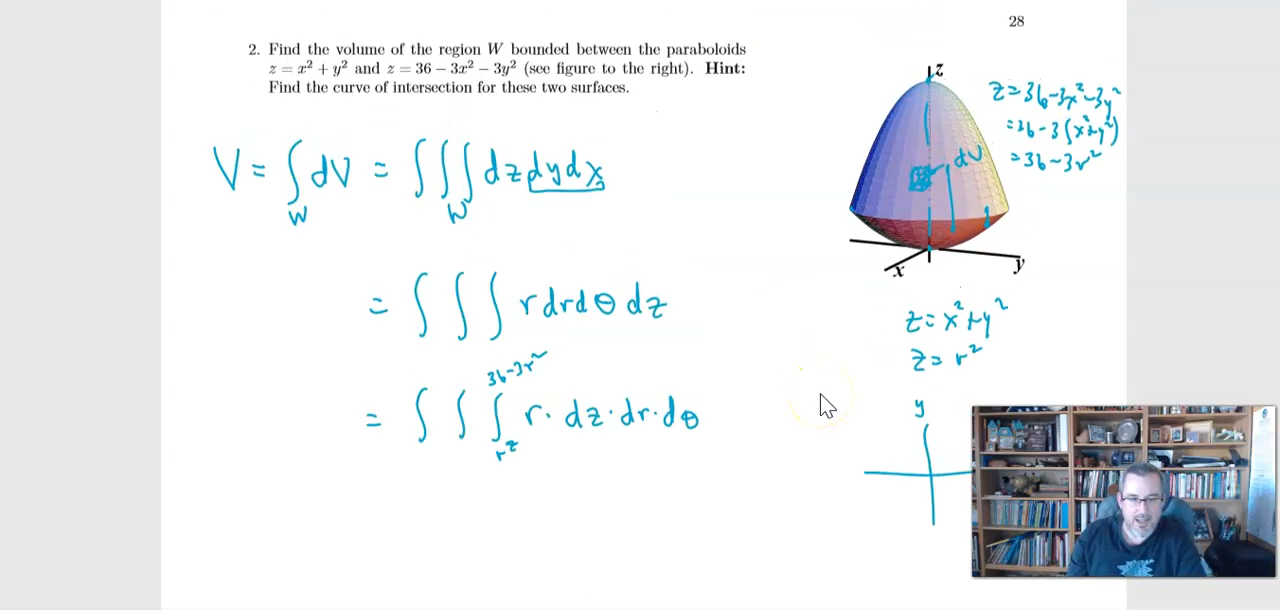 28
2. Find the volume of the region W bounded between the paraboloids
z = x² + y² and z = 36 − 3x² − 3y² (see figure to the right). Hint:
Find the curve of intersection for these two surfaces.
z
z = 36 − 3x² − 3y²
= 36 − 3(x² + y²)
= 36 − 3r²
dV
x
y
V = ∫_W dV = ∫∫∫_W dz dy dx
= ∫ ∫ ∫ r dr dθ dz
z = x² + y²
z = r²
= ∫ ∫ ∫_{r²}^{36−3r²} r · dz · dr · dθ
y